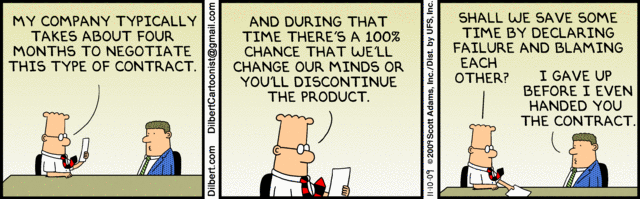 MY COMPANY TYPICALLY
TAKES ABOUT FOUR
MONTHS TO NEGOTIATE
THIS TYPE OF CONTRACT.
Dilbert.com DilbertCartoonist@gmail.com
AND DURING THAT
TIME THERE'S A 100%
CHANCE THAT WE'LL
CHANGE OUR MINDS OR
YOU'LL DISCONTINUE
THE PRODUCT.
11-10-09 ©2009 Scott Adams, Inc./Dist. by UFS, Inc.
SHALL WE SAVE SOME
TIME BY DECLARING
FAILURE AND BLAMING
EACH
OTHER?
I GAVE UP
BEFORE I EVEN
HANDED YOU
THE CONTRACT.